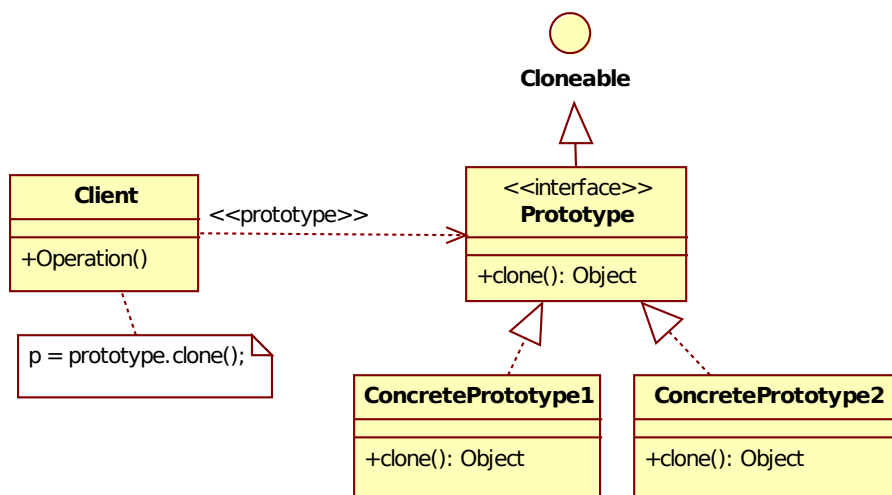 Cloneable
<<interface>>
Prototype
+clone(): Object
Client
+Operation()
<<prototype>>
p = prototype.clone();
ConcretePrototype1
+clone(): Object
ConcretePrototype2
+clone(): Object